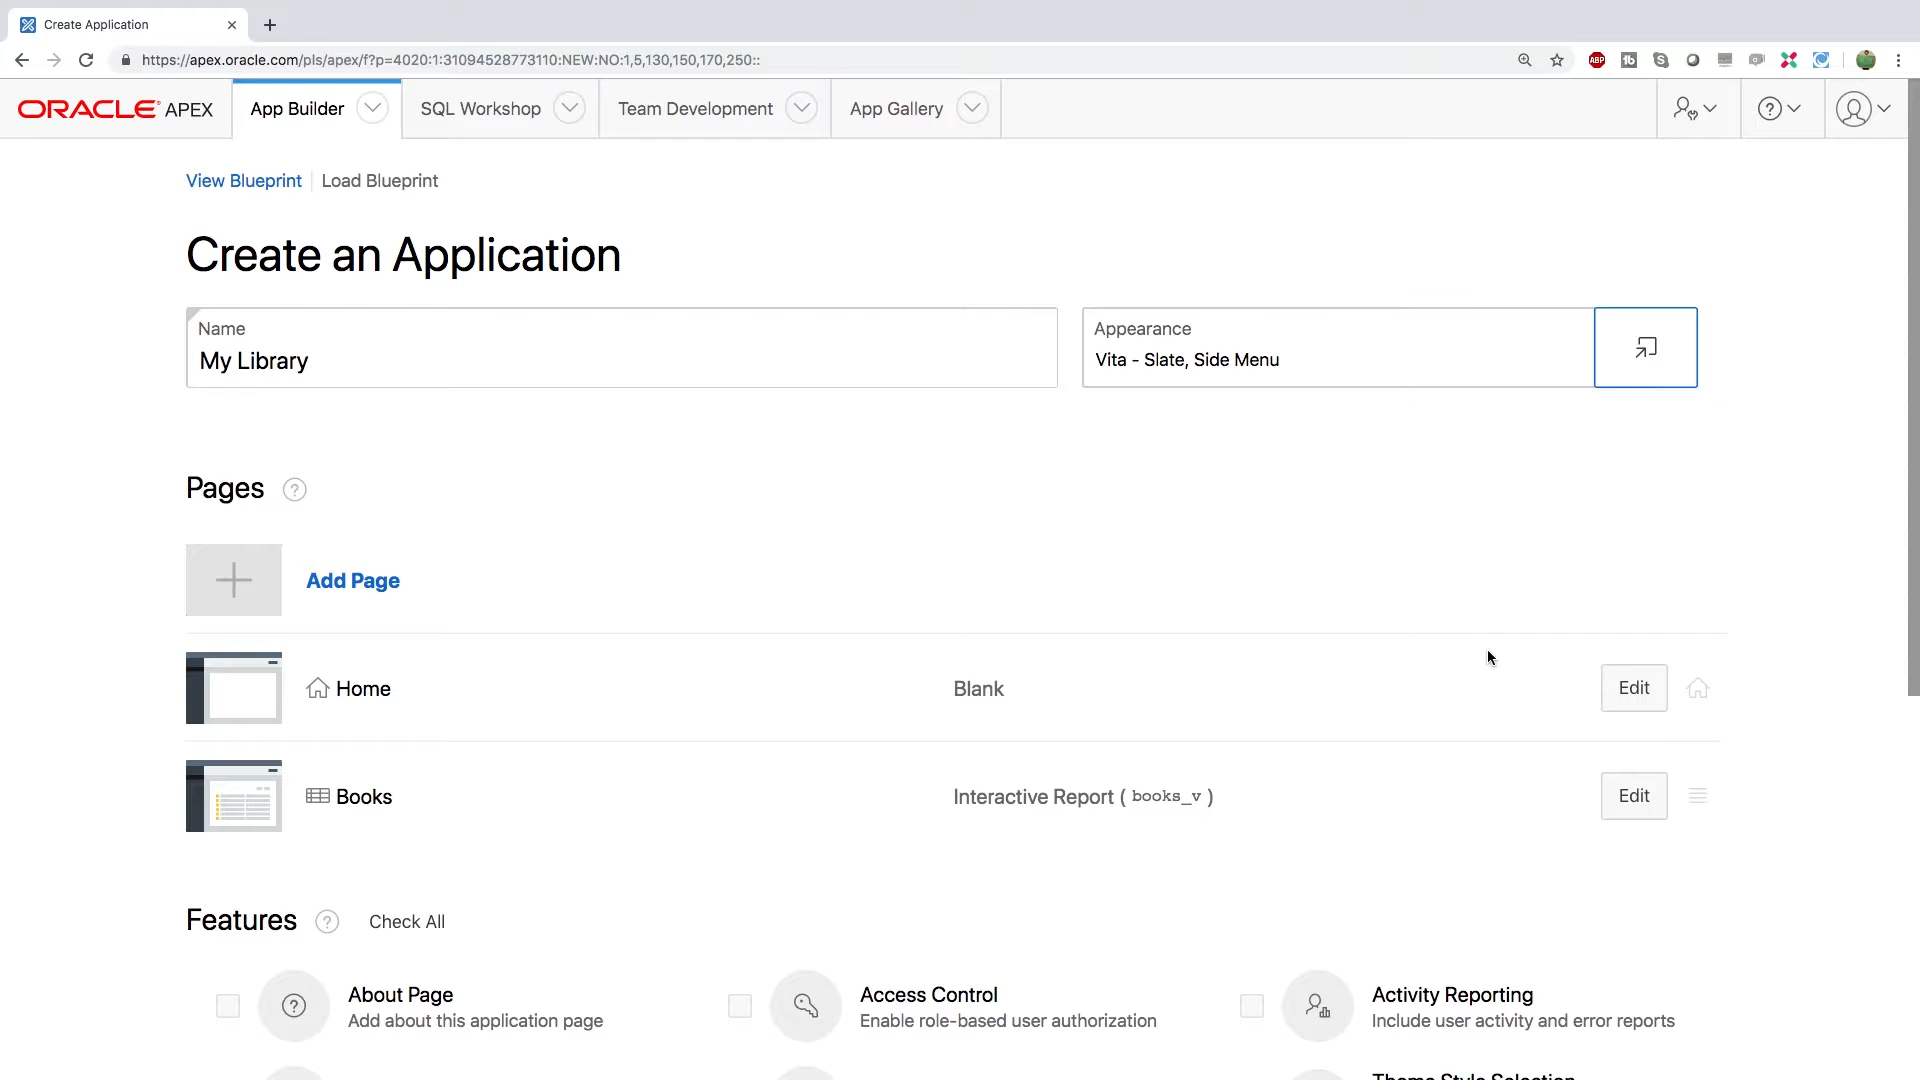 Create Application
https://apex.oracle.com/pls/apex/f?p=4020:1:31094528773110:NEW:NO:1,5,130,150,170,250::
ABP
ORACLE APEX
App Builder
SQL Workshop
Team Development
App Gallery
View Blueprint
Load Blueprint
Create an Application
Name
My Library
Appearance
Vita - Slate, Side Menu
Pages
Add Page
Home
Blank
Edit
Books
Interactive Report ( books_v )
Edit
Features
Check All
About Page
Add about this application page
Access Control
Enable role-based user authorization
Activity Reporting
Include user activity and error reports
Theme Style Selection